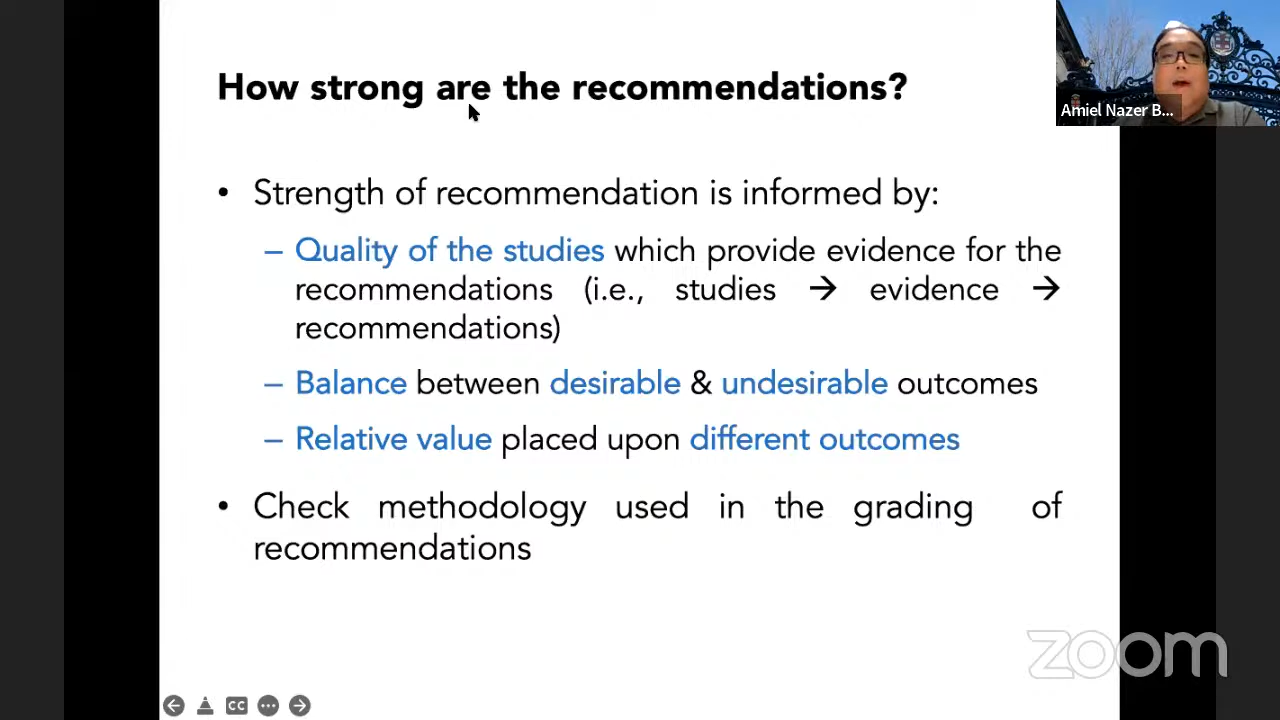 How strong are the recommendations?
Amiel Nazer B...
• Strength of recommendation is informed by:
– Quality of the studies which provide evidence for the
recommendations (i.e., studies → evidence →
recommendations)
– Balance between desirable & undesirable outcomes
– Relative value placed upon different outcomes
• Check methodology used in the grading of
recommendations
zoom
CC